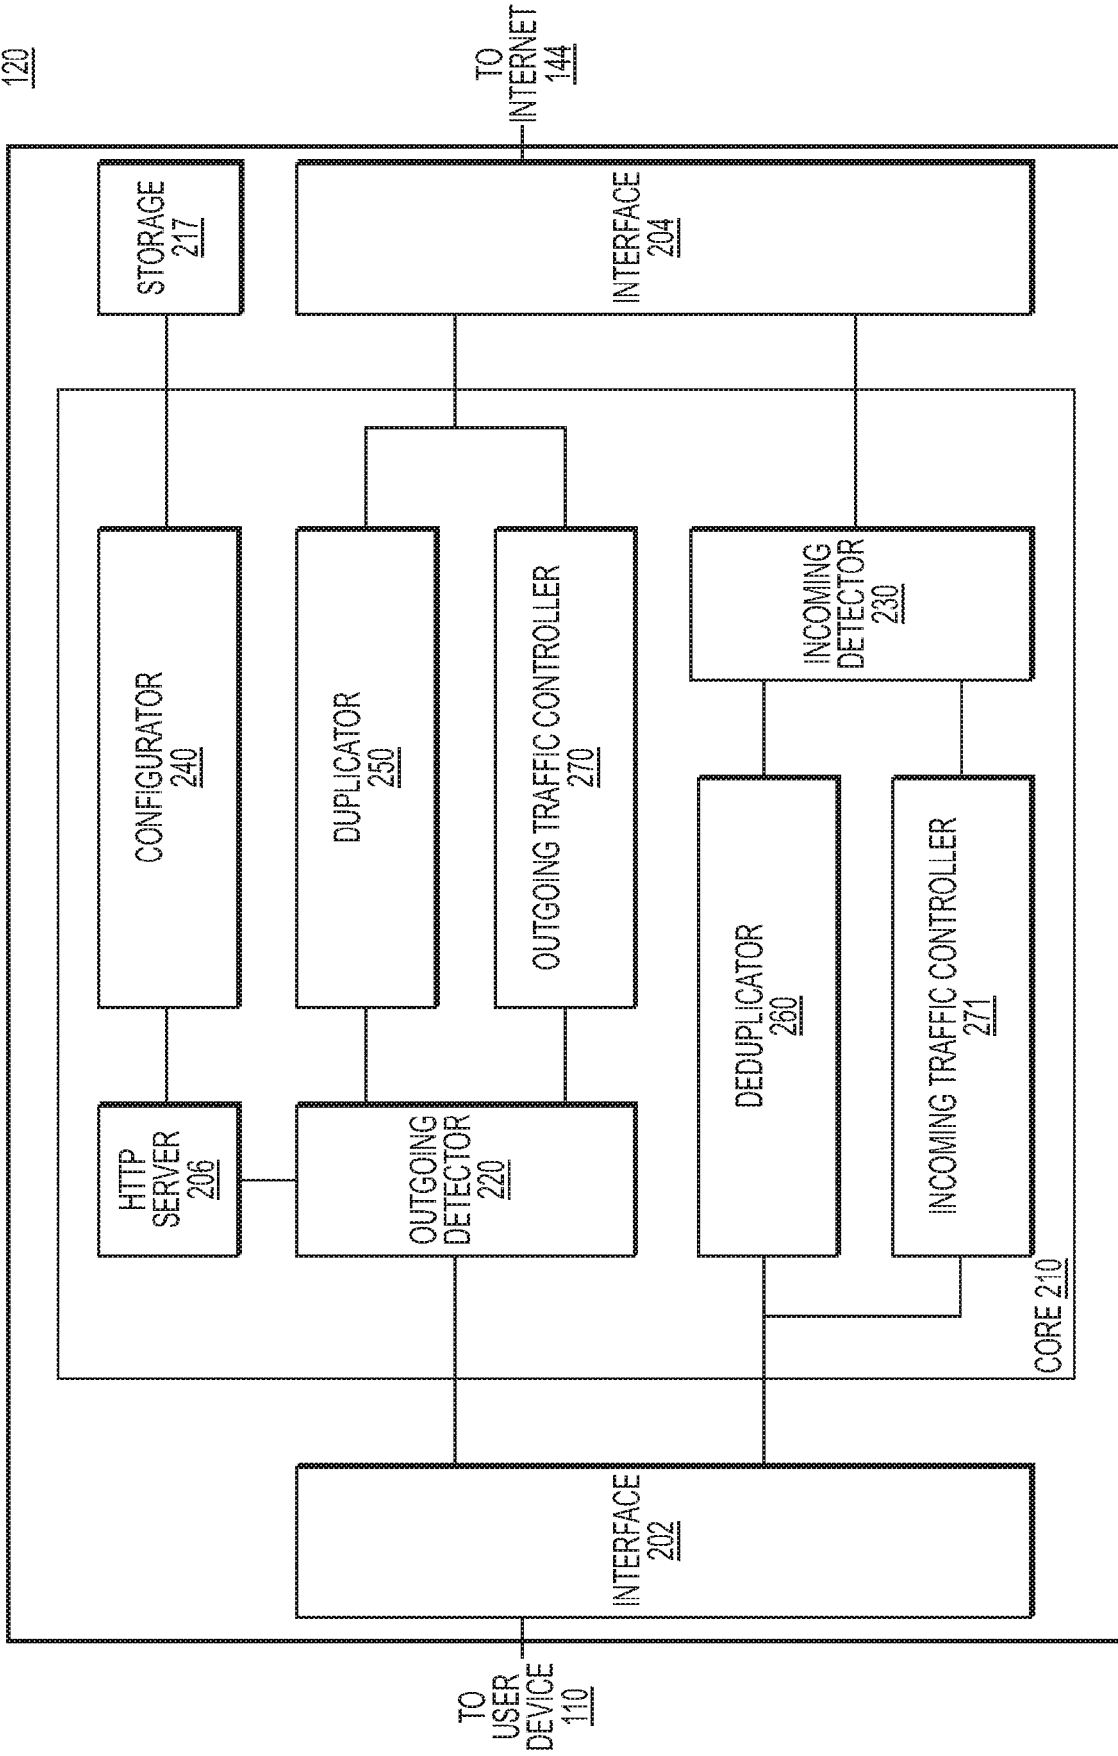 120
TO
USER
DEVICE
110
INTERFACE
202
HTTP
SERVER
206
CONFIGURATOR
240
STORAGE
217
OUTGOING
DETECTOR
220
DUPLICATOR
250
OUTGOING TRAFFIC CONTROLLER
270
INTERFACE
204
TO
INTERNET
144
DEDUPLICATOR
260
INCOMING
DETECTOR
230
INCOMING TRAFFIC CONTROLLER
271
CORE 210